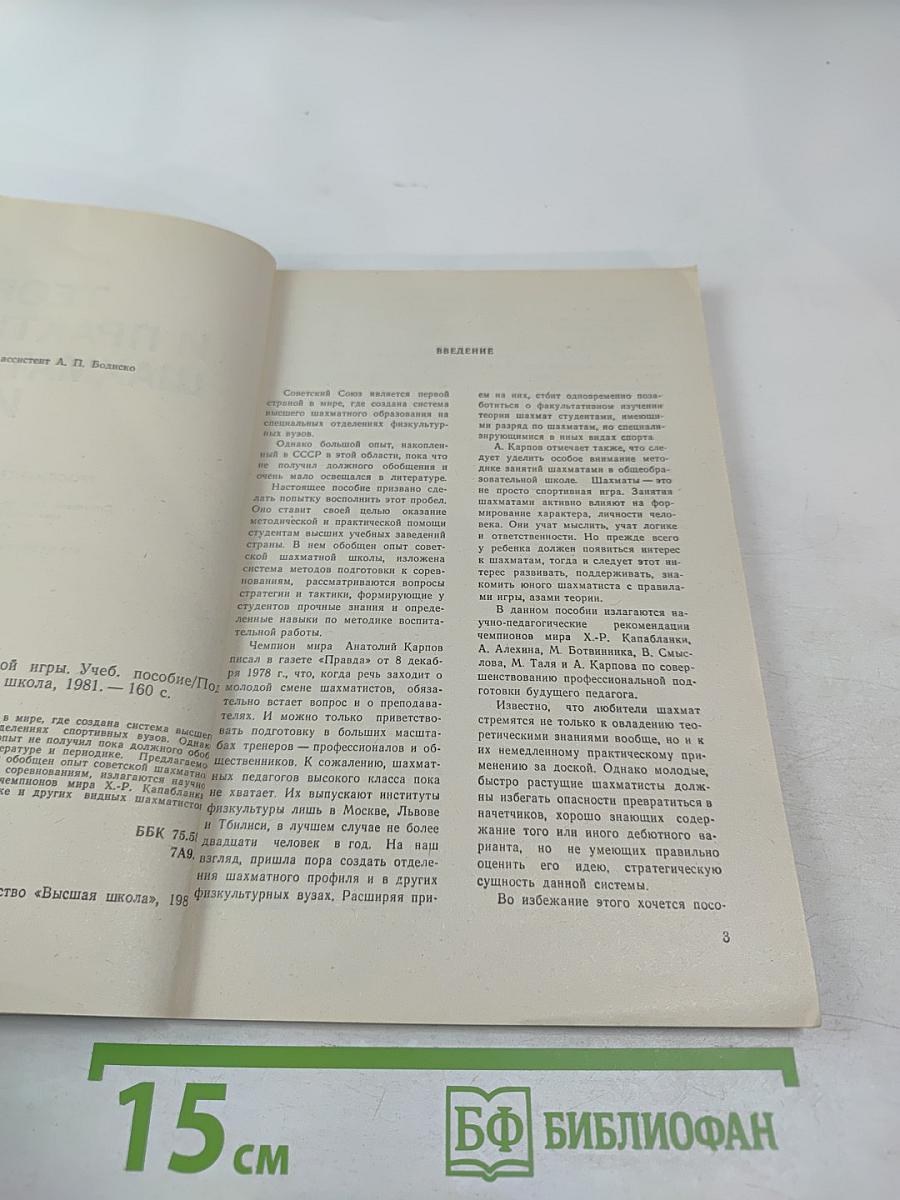 ассистент А. П. Болиско
ой игры. Учеб. пособие/Под
школа, 1981. — 160 с.
в мире, где создана система высшег
делениях спортивных вузов. Однак
опыт не получил пока должного обоб
ературе и периодике. Предлагаемо
обобщен опыт советской шахматно
соревнованиям, излагаются научно
чемпионов мира Х.-Р. Капабланк
ке и других видных шахматисто
ББК 75.5
7А9.
ство «Высшая школа», 198
ВВЕДЕНИЕ
Советский Союз является первой
страной в мире, где создана система
высшего шахматного образования на
специальных отделениях физкультур-
ных вузов.
Однако большой опыт, накоплен-
ный в СССР в этой области, пока что
не получил должного обобщения и
очень мало освещался в литературе.
Настоящее пособие призвано сде-
лать попытку восполнить этот пробел.
Оно ставит своей целью оказание
методической и практической помощи
студентам высших учебных заведений
страны. В нем обобщен опыт совет-
ской шахматной школы, изложена
система методов подготовки к сорев-
нованиям, рассматриваются вопросы
стратегии и тактики, формирующие у
студентов прочные знания и опреде-
ленные навыки по методике воспита-
тельной работы.
Чемпион мира Анатолий Карпов
писал в газете «Правда» от 8 декаб-
ря 1978 г., что, когда речь заходит о
молодой смене шахматистов, обяза-
тельно встает вопрос и о преподава-
телях. И можно только приветство-
вать подготовку в больших масшта-
бах тренеров — профессионалов и об-
щественников. К сожалению, шахмат-
ных педагогов высокого класса пока
не хватает. Их выпускают институты
физкультуры лишь в Москве, Львове
и Тбилиси, в лучшем случае не более
двадцати человек в год. На наш
взгляд, пришла пора создать отделе-
ния шахматного профиля и в других
физкультурных вузах. Расширяя при-
ем на них, стбит одновременно поза-
ботиться о факультативном изучении
теории шахмат студентами, имеющи-
ми разряд по шахматам, но специали-
зирующимися в иных видах спорта
А. Карпов отмечает также, что сле-
дует уделить особое внимание мето-
дике занятий шахматами в общеобра-
зовательной школе. Шахматы — это
не просто спортивная игра. Занятия
шахматами активно влияют на фор-
мирование характера, личности чело-
века. Они учат мыслить, учат логике
и ответственности. Но прежде всего
у ребенка должен появиться интерес
к шахматам, тогда и следует этот ин-
терес развивать, поддерживать, зна-
комить юного шахматиста с правила-
ми игры, азами теории.
В данном пособии излагаются на-
учно-педагогические рекомендации
чемпионов мира Х.-Р. Капабланки,
А. Алехина, М. Ботвинника, В. Смыс-
лова, М. Таля и А. Карпова по совер-
шенствованию профессиональной под-
готовки будущего педагога.
Известно, что любители шахмат
стремятся не только к овладению тео-
ретическими знаниями вообще, но и к
их немедленному практическому при-
менению за доской. Однако молодые,
быстро растущие шахматисты долж-
ны избегать опасности превратиться в
начетчиков, хорошо знающих содер-
жание того или иного дебютного ва-
рианта, но не умеющих правильно
оценить его идею, стратегическую
сущность данной системы.
Во избежание этого хочется посо-
3
15 см
БФ БИБЛИОФАН